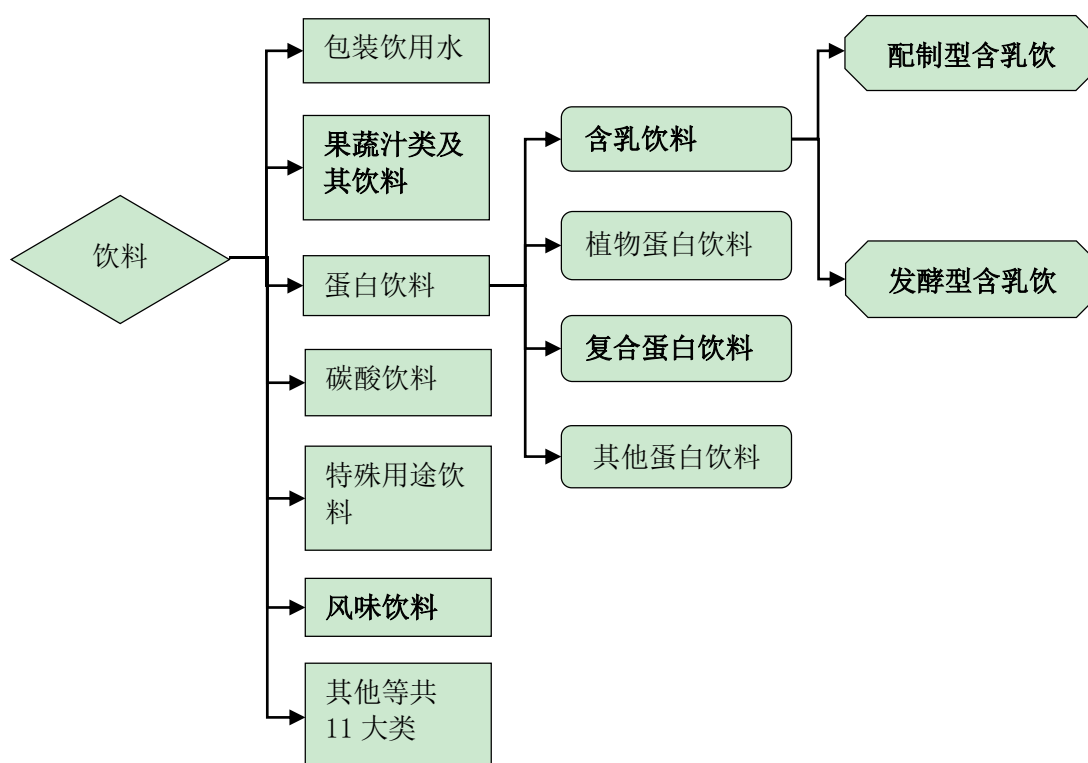 饮料
包装饮用水
果蔬汁类及
其饮料
蛋白饮料
碳酸饮料
特殊用途饮
料
风味饮料
其他等共
11 大类
含乳饮料
植物蛋白饮料
复合蛋白饮料
其他蛋白饮料
配制型含乳饮
发酵型含乳饮